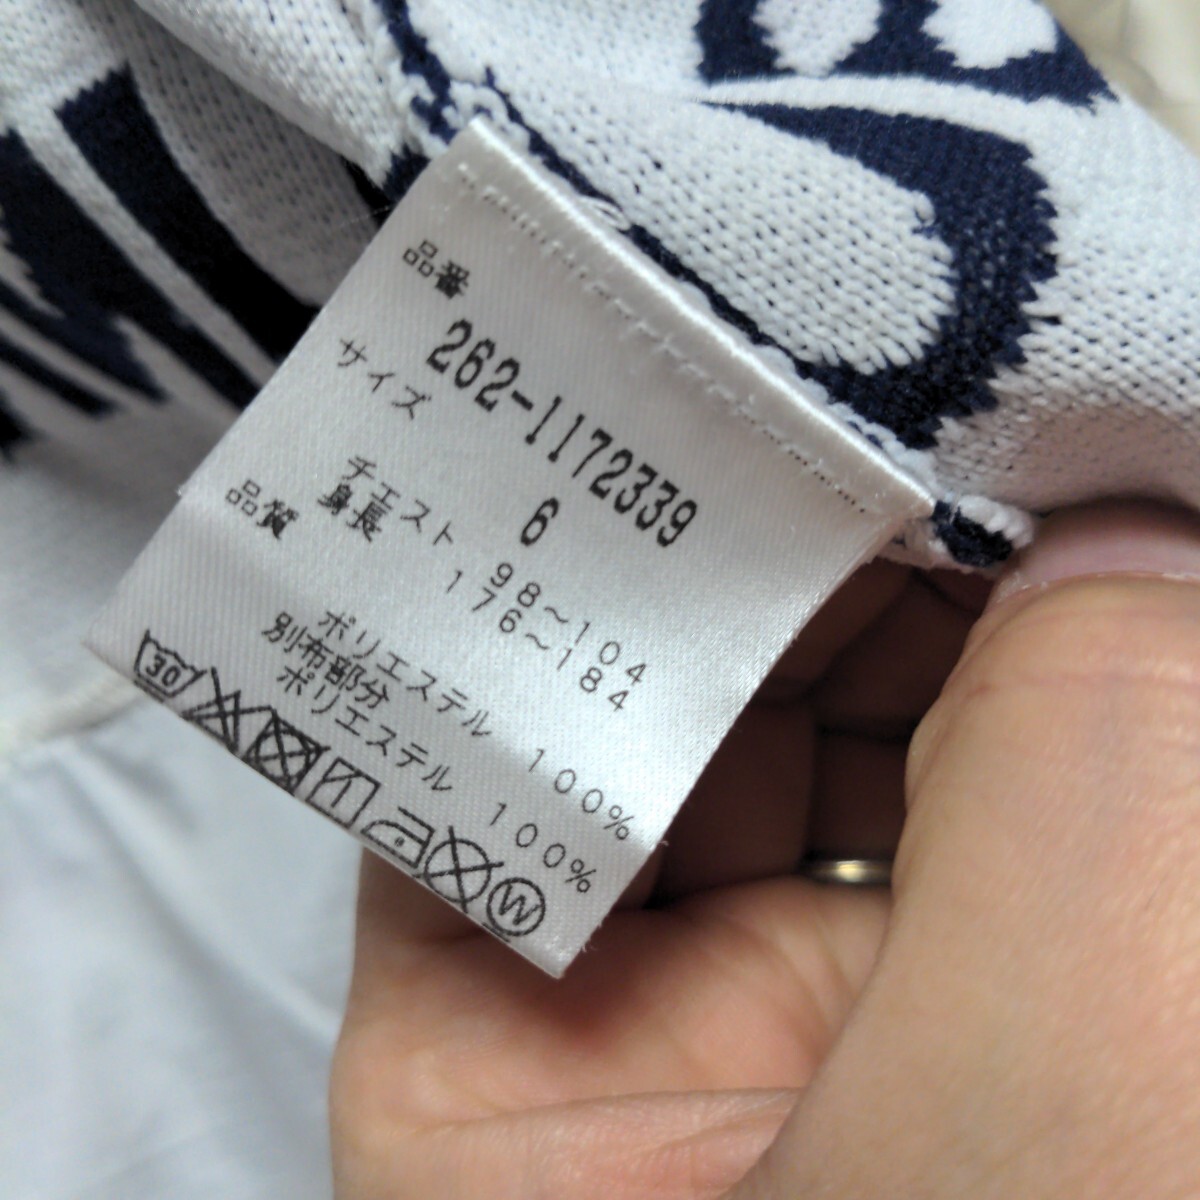 品番
262-1172339
サイズ 6
チェスト 98〜104
身長 176〜184
品質
ポリエステル 100%
別布部分
ポリエステル 100%
30
W